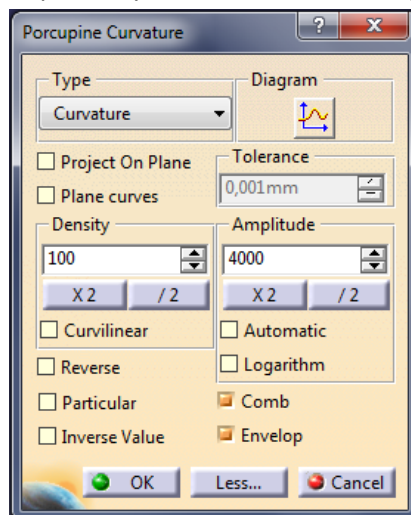 Porcupine Curvature
?
X
Type
Diagram
Curvature
Project On Plane
Tolerance
Plane curves
0,001mm
Density
Amplitude
100
4000
X 2
/ 2
X 2
/ 2
Curvilinear
Automatic
Reverse
Logarithm
Particular
Comb
Inverse Value
Envelop
OK
Less...
Cancel